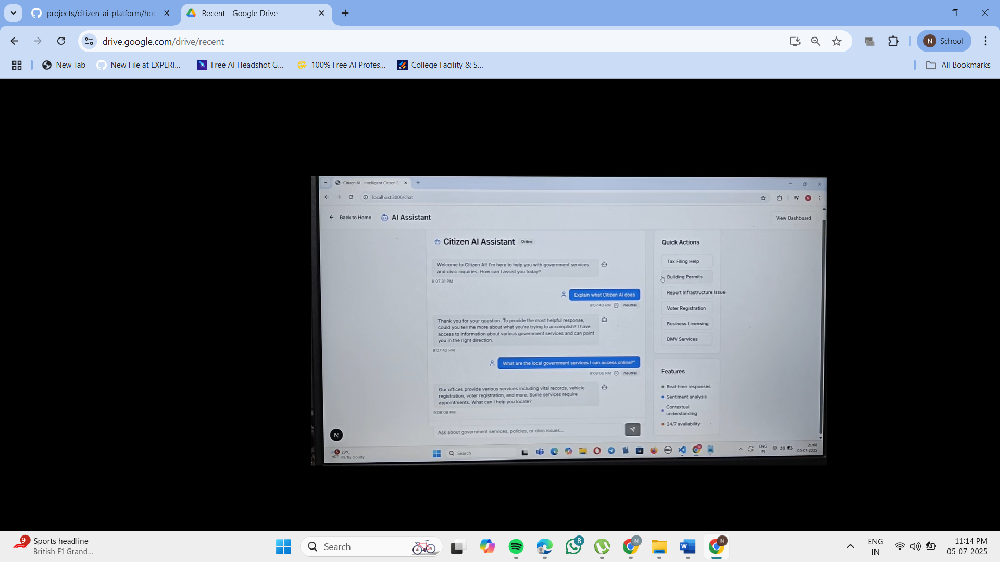 projects/citizen-ai-platform/hoo
Recent - Google Drive
drive.google.com/drive/recent
N School
New Tab
New File at EXPERI...
Free AI Headshot G...
100% Free AI Profes...
College Facility & S...
All Bookmarks
Citizen AI - Intelligent Citizen E
localhost:3000/chat
N
Back to Home
AI Assistant
View Dashboard
Citizen AI Assistant Online
Welcome to Citizen AI! I'm here to help you with government services
and civic inquiries. How can I assist you today?
9:07:31 PM
Explain what Citizen AI does
9:07:40 PM neutral
Thank you for your question. To provide the most helpful response,
could you tell me more about what you're trying to accomplish? I have
access to information about various government services and can point
you in the right direction.
9:07:42 PM
What are the local government services I can access online?"
9:08:06 PM neutral
Our offices provide various services including vital records, vehicle
registration, voter registration, and more. Some services require
appointments. What can I help you locate?
9:08:08 PM
Ask about government services, policies, or civic issues...
Quick Actions
Tax Filing Help
Building Permits
Report Infrastructure Issue
Voter Registration
Business Licensing
DMV Services
Features
Real-time responses
Sentiment analysis
Contextual
understanding
24/7 availability
N
29°C
Partly cloudy
Search
DELL
ENG
IN
21:08
05-07-2025
9+
Sports headline
British F1 Grand...
Search
8
N
N
ENG
IN
11:14 PM
05-07-2025